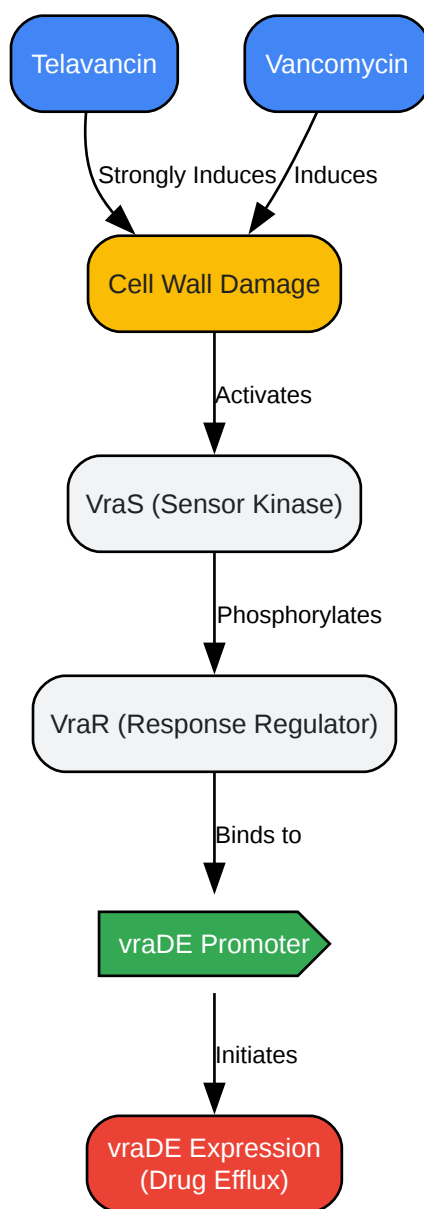 Telavancin
Vancomycin
Strongly Induces
Induces
Cell Wall Damage
Activates
VraS (Sensor Kinase)
Phosphorylates
VraR (Response Regulator)
Binds to
vraDE Promoter
Initiates
vraDE Expression
(Drug Efflux)